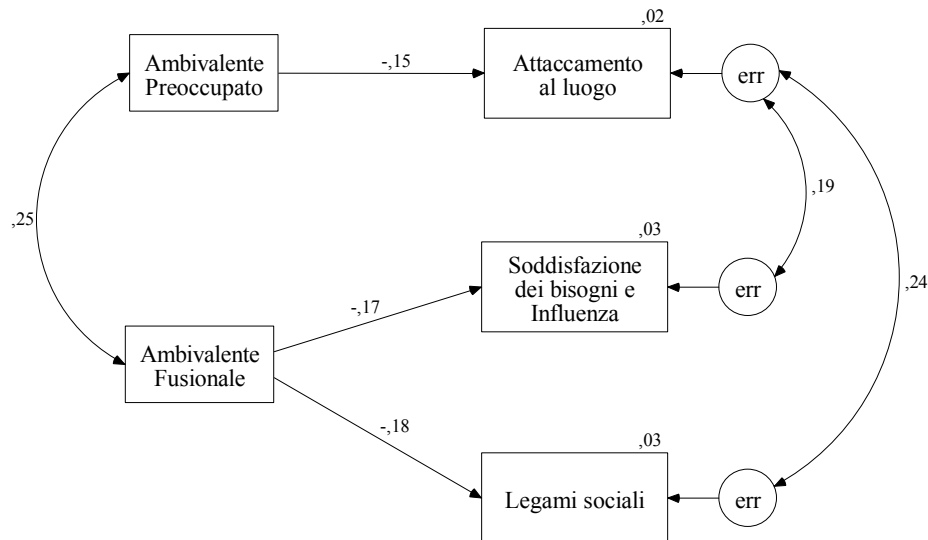 ,02
Ambivalente
Preoccupato
-,15
Attaccamento
al luogo
err
,19
,25
,03
Soddisfazione
dei bisogni e
Influenza
err
,24
-,17
Ambivalente
Fusionale
-,18
,03
Legami sociali
err